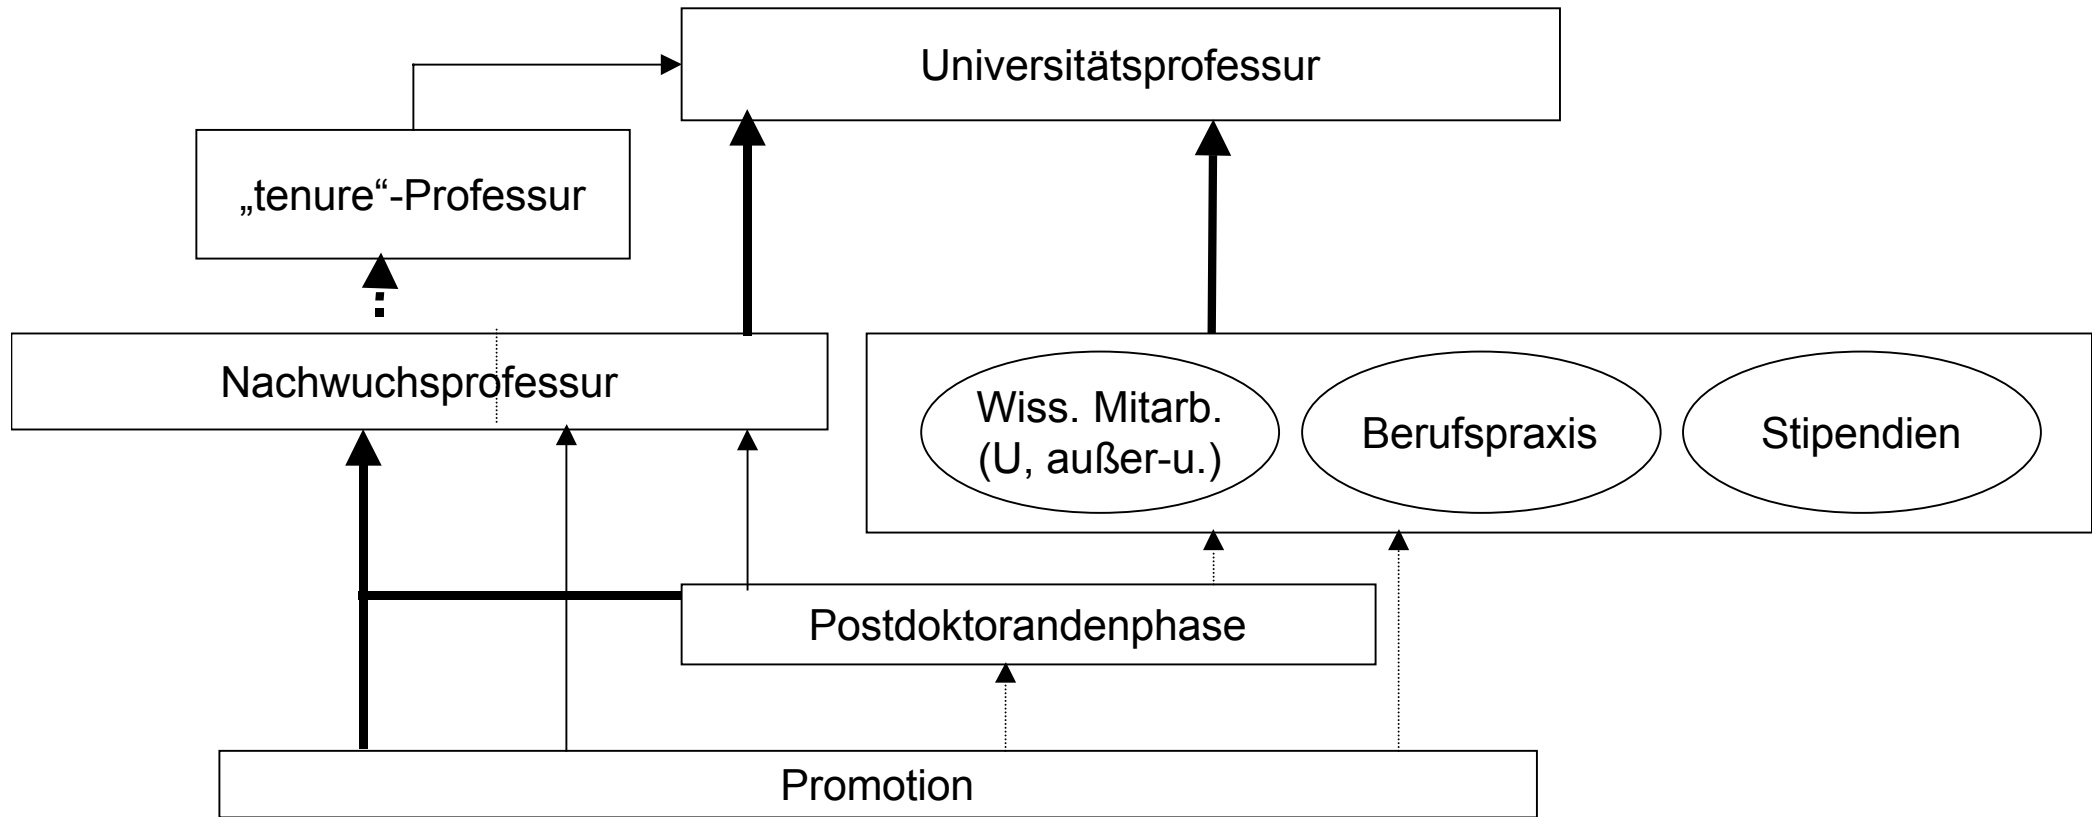 Universitätsprofessur
„tenure“-Professur
Nachwuchsprofessur
Wiss. Mitarb.
(U, außer-u.)
Berufspraxis
Stipendien
Postdoktorandenphase
Promotion